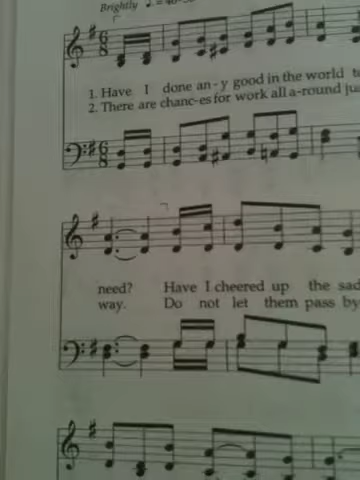 Brightly
1. Have I done an-y good in the world
2. There are chanc-es for work all a-round
need? Have I cheered up the sad
way. Do not let them pass by